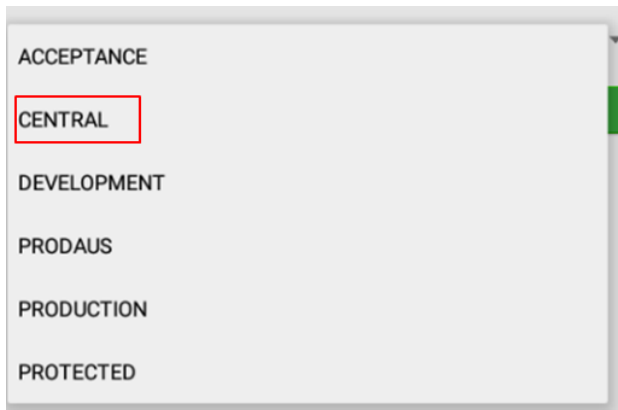 ACCEPTANCE
CENTRAL
DEVELOPMENT
PRODAUS
PRODUCTION
PROTECTED